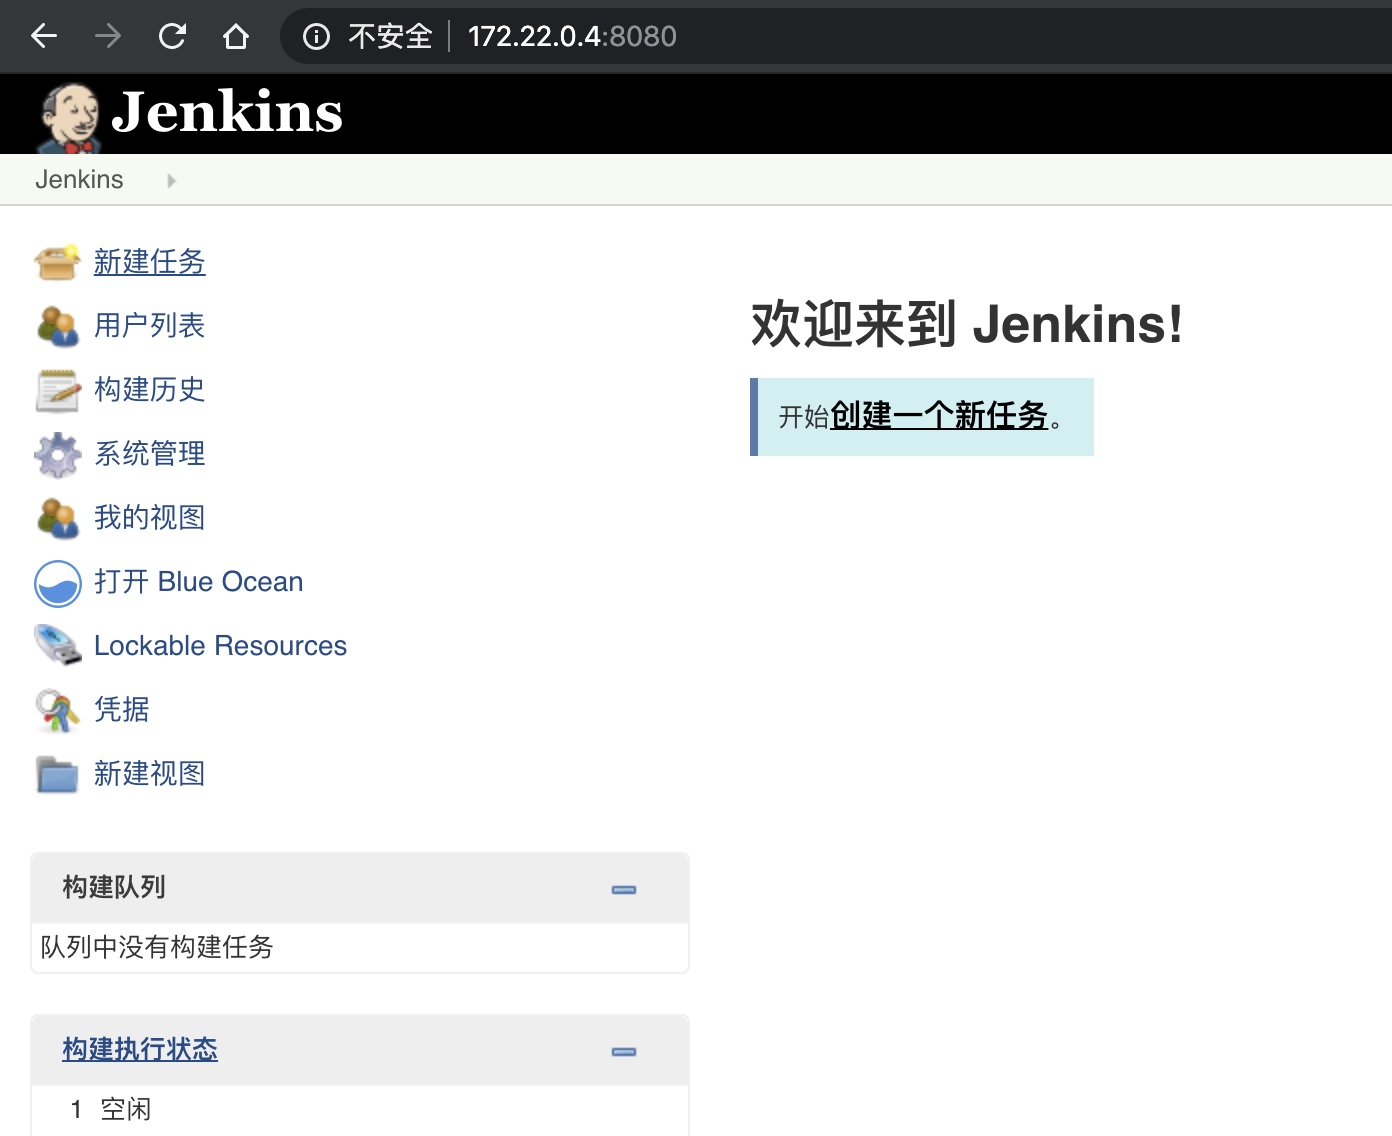 不安全 172.22.0.4:8080
Jenkins
Jenkins
新建任务
用户列表
构建历史
系统管理
我的视图
打开 Blue Ocean
Lockable Resources
凭据
新建视图
构建队列
队列中没有构建任务
构建执行状态
1 空闲
欢迎来到 Jenkins!
开始创建一个新任务。